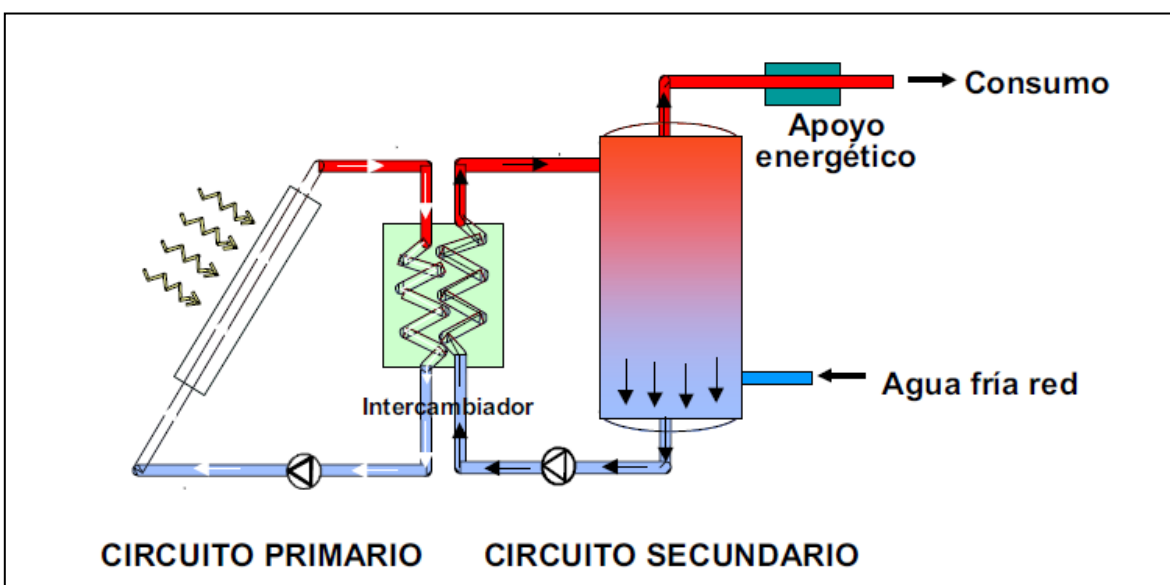 Consumo
Apoyo
energético
Intercambiador
Agua fría red
CIRCUITO PRIMARIO
CIRCUITO SECUNDARIO